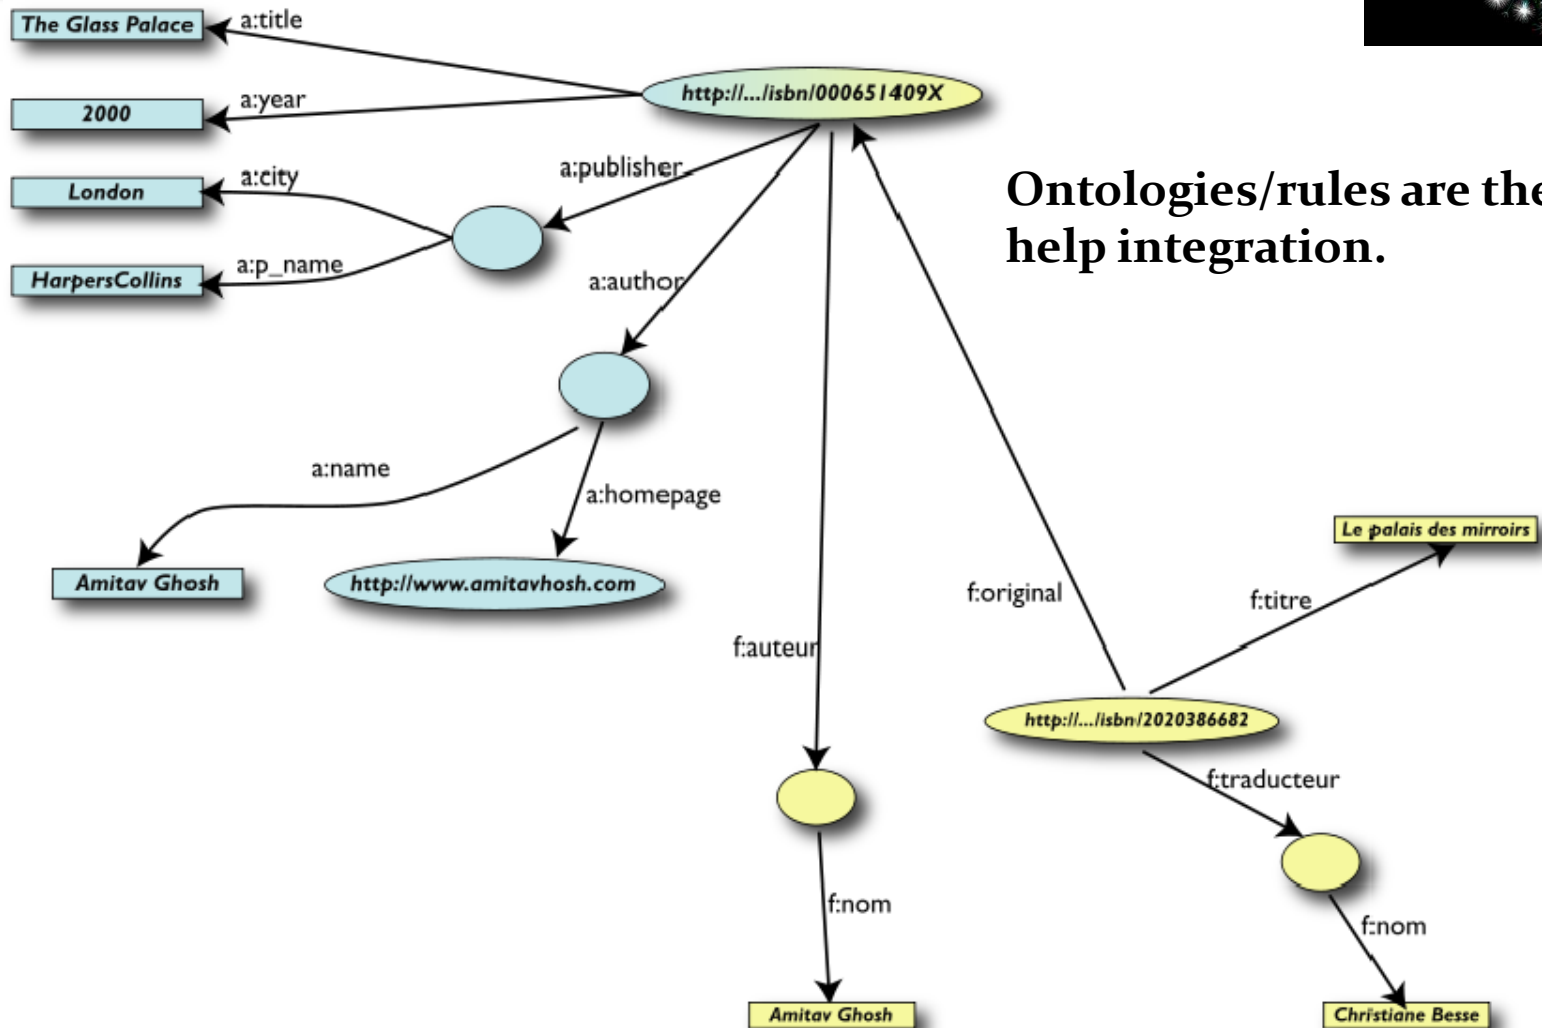 The Glass Palace
a:title
http://.../isbn/000651409X
2000
a:year
a:publisher
London
a:city
Ontologies/rules are the
help integration.
HarpersCollins
a:p_name
a:author
a:name
a:homepage
Le palais des mirroirs
Amitav Ghosh
http://www.amitavhosh.com
f:original
f:titre
f:auteur
http://.../isbn/2020386682
f:traducteur
f:nom
f:nom
Amitav Ghosh
Christiane Besse